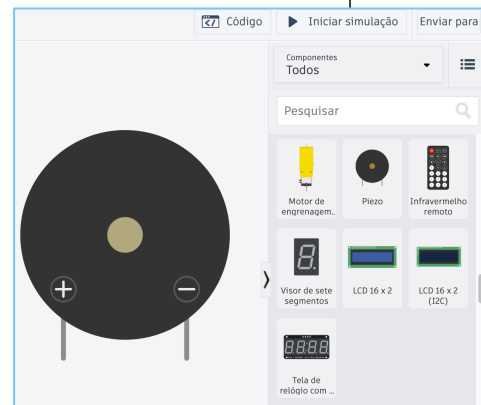 Código
Iniciar simulação
Enviar para
Componentes
Todos
Pesquisar
Motor de
engrenagem..
Piezo
Infravermelho
remoto
Visor de sete
segmentos
LCD 16 x 2
LCD 16 x 2
(I2C)
Tela de
relógio com ...